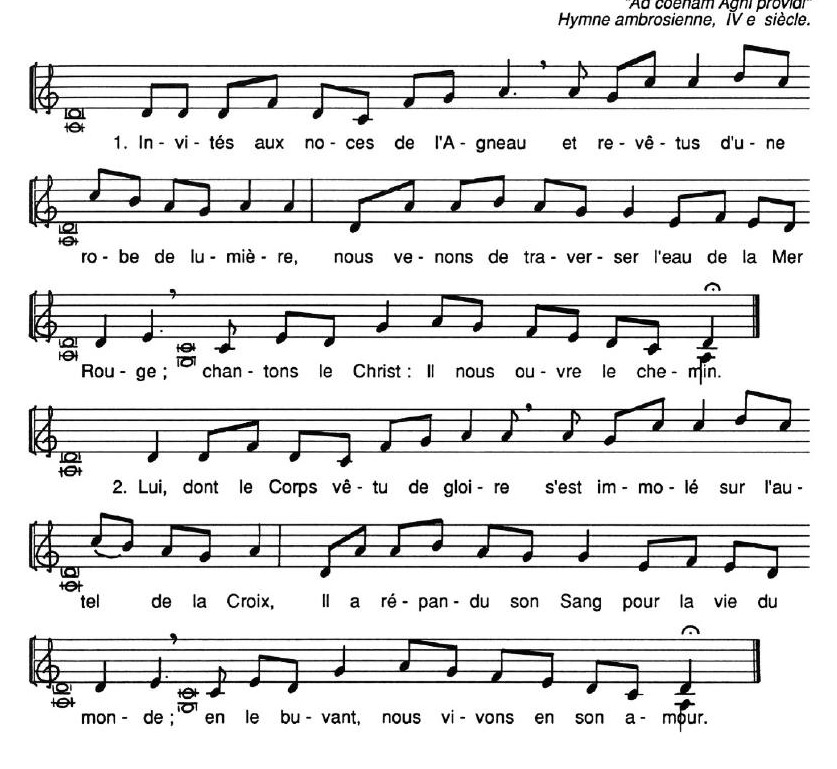 "Ad coenam Agni providi"
Hymne ambrosienne, IV e siècle.
1. In - vi - tés aux no - ces de l'A - gneau et re - vê - tus d'u - ne
ro - be de lu - miè - re, nous ve - nons de tra - ver - ser l'eau de la Mer
Rou - ge ; chan - tons le Christ : Il nous ou - vre le che - min.
2. Lui, dont le Corps vê - tu de gloi - re s'est im - mo - lé sur l'au -
tel de la Croix, Il a ré - pan - du son Sang pour la vie du
mon - de ; en le bu - vant, nous vi - vons en son a - mour.